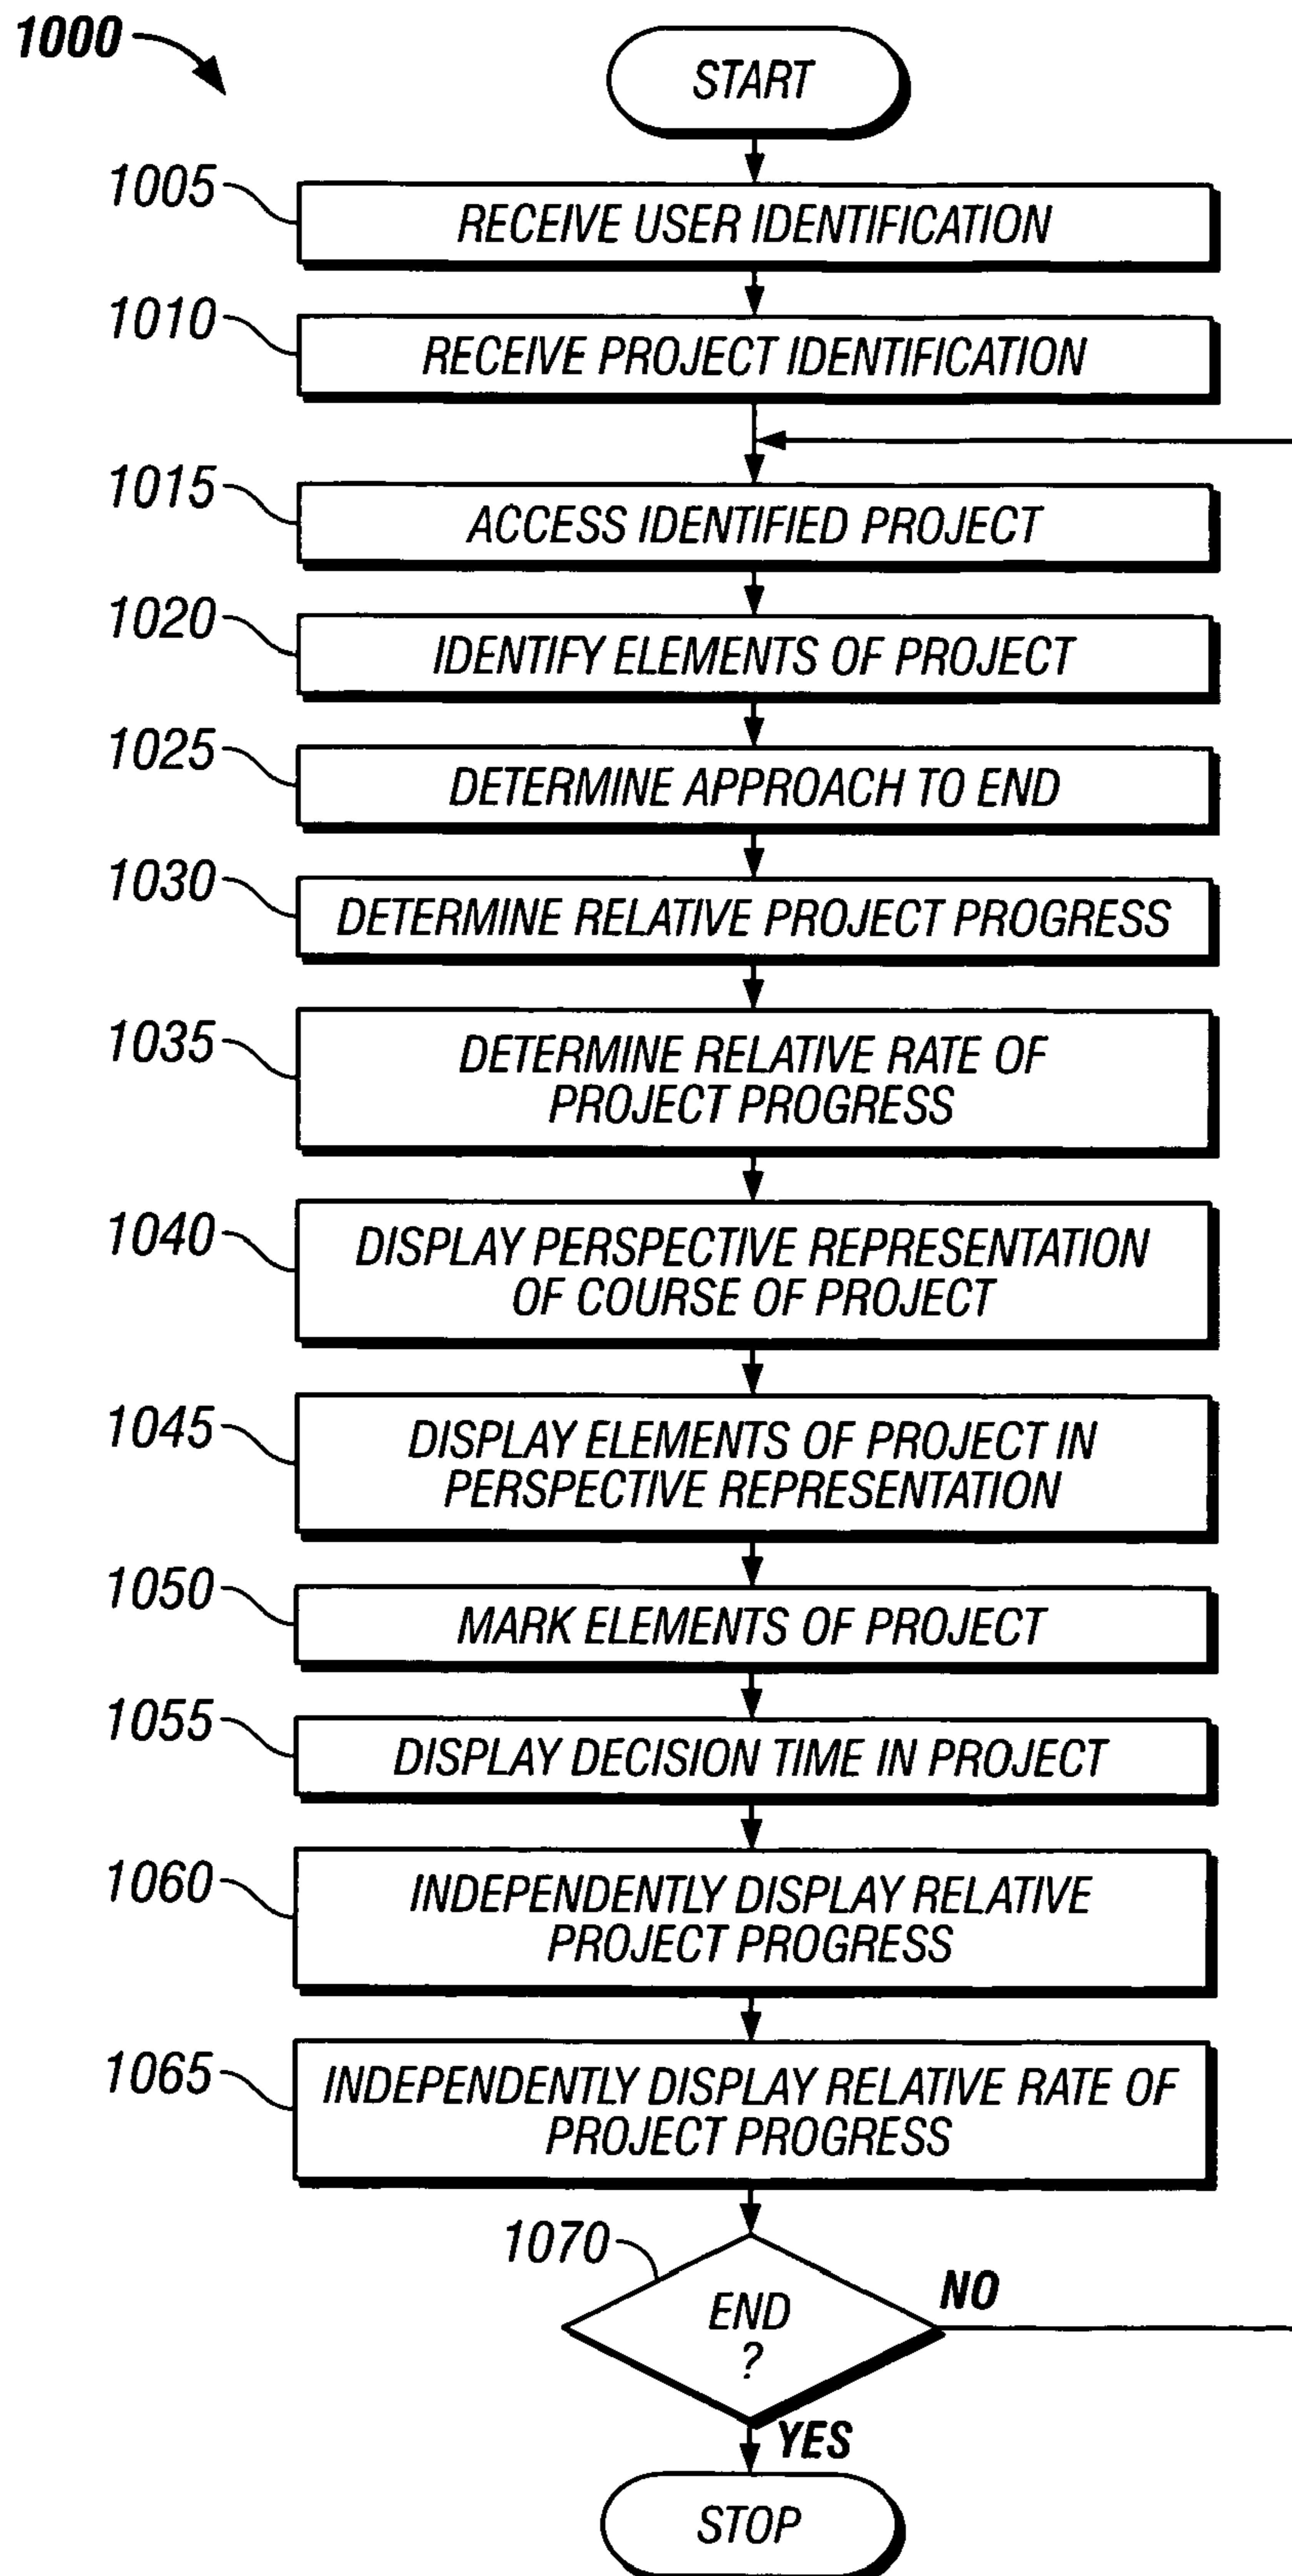 1000
START
1005
RECEIVE USER IDENTIFICATION
1010
RECEIVE PROJECT IDENTIFICATION
1015
ACCESS IDENTIFIED PROJECT
1020
IDENTIFY ELEMENTS OF PROJECT
1025
DETERMINE APPROACH TO END
1030
DETERMINE RELATIVE PROJECT PROGRESS
1035
DETERMINE RELATIVE RATE OF
PROJECT PROGRESS
1040
DISPLAY PERSPECTIVE REPRESENTATION
OF COURSE OF PROJECT
1045
DISPLAY ELEMENTS OF PROJECT IN
PERSPECTIVE REPRESENTATION
1050
MARK ELEMENTS OF PROJECT
1055
DISPLAY DECISION TIME IN PROJECT
1060
INDEPENDENTLY DISPLAY RELATIVE
PROJECT PROGRESS
1065
INDEPENDENTLY DISPLAY RELATIVE RATE OF
PROJECT PROGRESS
1070
END
?
NO
YES
STOP